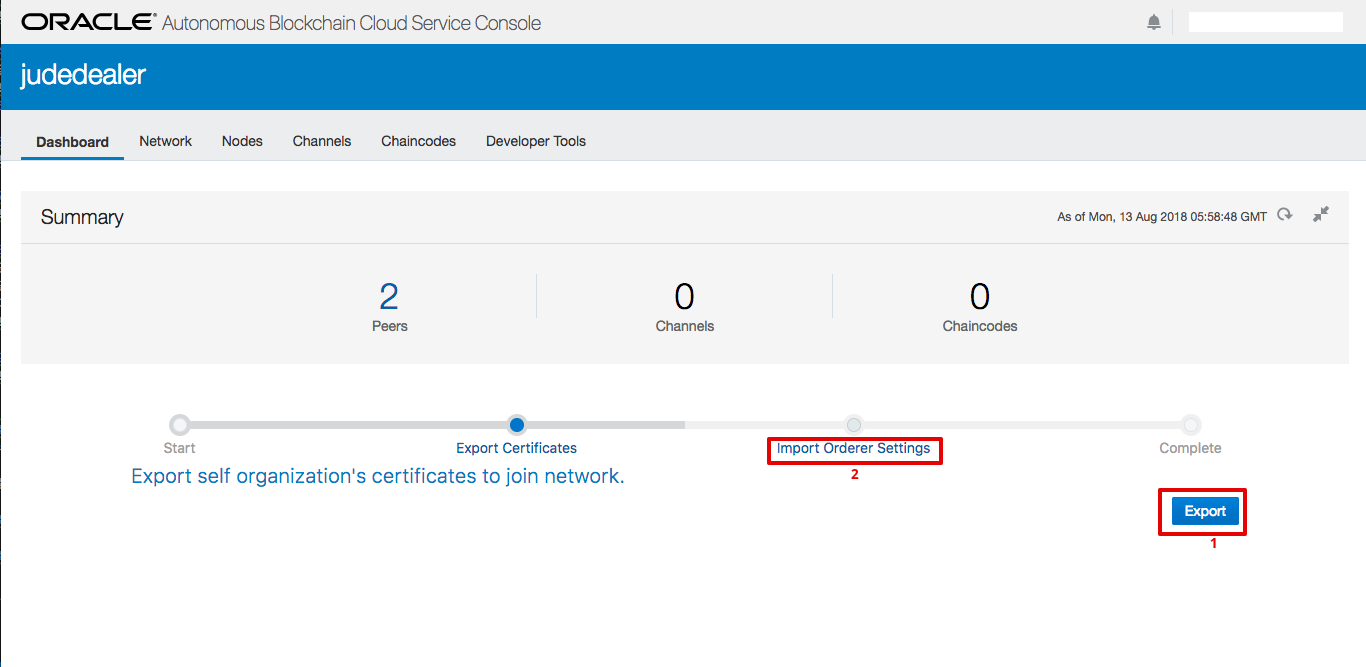 ORACLE® Autonomous Blockchain Cloud Service Console
judedealer
Dashboard Network Nodes Channels Chaincodes Developer Tools
Summary As of Mon, 13 Aug 2018 05:58:48 GMT
2 0 0
Peers Channels Chaincodes
Start Export Certificates Import Orderer Settings Complete
Export self organization's certificates to join network. 2
Export
1